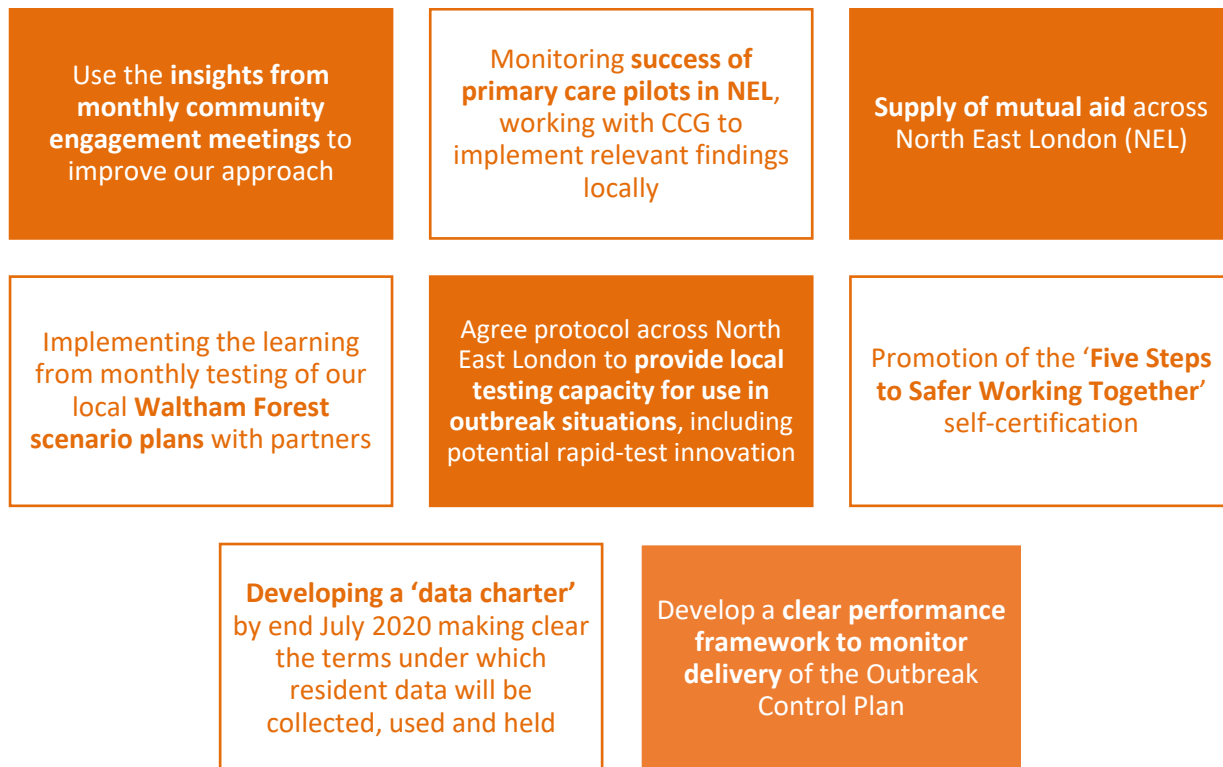 Use the insights from
monthly community
engagement meetings to
improve our approach
Monitoring success of
primary care pilots in NEL,
working with CCG to
implement relevant findings
locally
Supply of mutual aid across
North East London (NEL)
Implementing the learning
from monthly testing of our
local Waltham Forest
scenario plans with partners
Agree protocol across North
East London to provide local
testing capacity for use in
outbreak situations, including
potential rapid-test innovation
Promotion of the ‘Five Steps
to Safer Working Together’
self-certification
Developing a ‘data charter’
by end July 2020 making clear
the terms under which
resident data will be
collected, used and held
Develop a clear performance
framework to monitor
delivery of the Outbreak
Control Plan